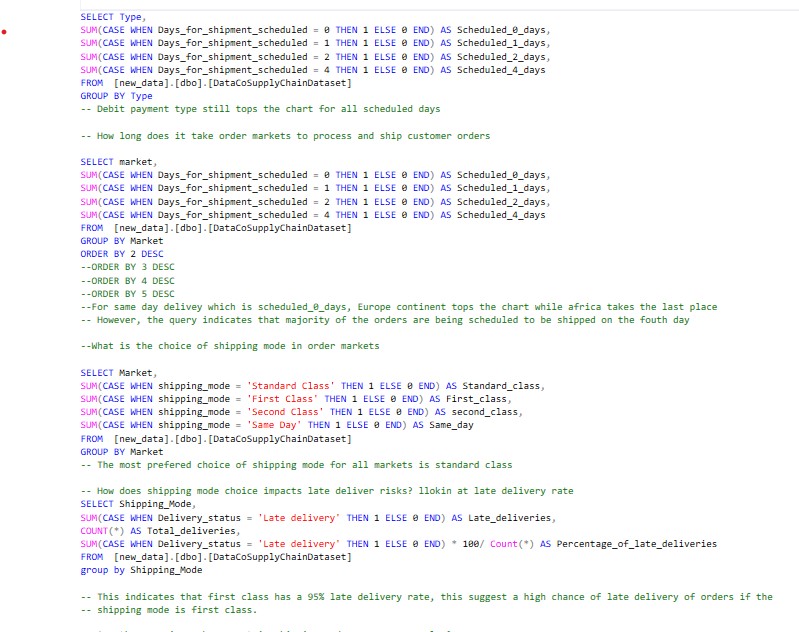 SELECT Type,
SUM(CASE WHEN Days_for_shipment_scheduled = 0 THEN 1 ELSE 0 END) AS Scheduled_0_days,
SUM(CASE WHEN Days_for_shipment_scheduled = 1 THEN 1 ELSE 0 END) AS Scheduled_1_days,
SUM(CASE WHEN Days_for_shipment_scheduled = 2 THEN 1 ELSE 0 END) AS Scheduled_2_days,
SUM(CASE WHEN Days_for_shipment_scheduled = 4 THEN 1 ELSE 0 END) AS Scheduled_4_days
FROM [new_data].[dbo].[DataCoSupplyChainDataset]
GROUP BY Type
-- Debit payment type still tops the chart for all scheduled days
-- How long does it take order markets to process and ship customer orders
SELECT market,
SUM(CASE WHEN Days_for_shipment_scheduled = 0 THEN 1 ELSE 0 END) AS Scheduled_0_days,
SUM(CASE WHEN Days_for_shipment_scheduled = 1 THEN 1 ELSE 0 END) AS Scheduled_1_days,
SUM(CASE WHEN Days_for_shipment_scheduled = 2 THEN 1 ELSE 0 END) AS Scheduled_2_days,
SUM(CASE WHEN Days_for_shipment_scheduled = 4 THEN 1 ELSE 0 END) AS Scheduled_4_days
FROM [new_data].[dbo].[DataCoSupplyChainDataset]
GROUP BY Market
ORDER BY 2 DESC
--ORDER BY 3 DESC
--ORDER BY 4 DESC
--ORDER BY 5 DESC
--For same day delivey which is scheduled_0_days, Europe continent tops the chart while africa takes the last place
-- However, the query indicates that majority of the orders are being scheduled to be shipped on the fouth day
--What is the choice of shipping mode in order markets
SELECT Market,
SUM(CASE WHEN shipping_mode = 'Standard Class' THEN 1 ELSE 0 END) AS Standard_class,
SUM(CASE WHEN shipping_mode = 'First Class' THEN 1 ELSE 0 END) AS First_class,
SUM(CASE WHEN shipping_mode = 'Second Class' THEN 1 ELSE 0 END) AS second_class,
SUM(CASE WHEN shipping_mode = 'Same Day' THEN 1 ELSE 0 END) AS Same_day
FROM [new_data].[dbo].[DataCoSupplyChainDataset]
GROUP BY Market
-- The most prefered choice of shipping mode for all markets is standard class
-- How does shipping mode choice impacts late deliver risks? llokin at late delivery rate
SELECT Shipping_Mode,
SUM(CASE WHEN Delivery_status = 'Late delivery' THEN 1 ELSE 0 END) AS Late_deliveries,
COUNT(*) AS Total_deliveries,
SUM(CASE WHEN Delivery_status = 'Late delivery' THEN 1 ELSE 0 END) * 100/ Count(*) AS Percentage_of_late_deliveries
FROM [new_data].[dbo].[DataCoSupplyChainDataset]
group by Shipping_Mode
-- This indicates that first class has a 95% late delivery rate, this suggest a high chance of late delivery of orders if the
-- shipping mode is first class.